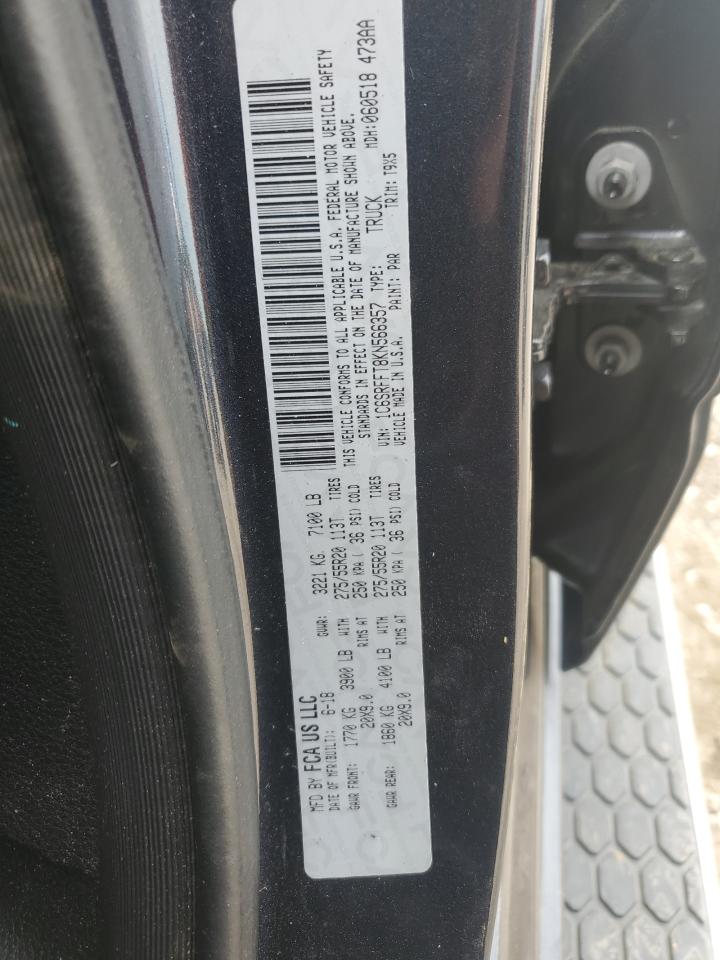 MFD BY FCA US LLC
DATE OF MFR(BUILT): 6-18 GVWR: 3221 KG 7100 LB
GAWR FRONT: 1770 KG 3900 LB WITH 275/55R20 113T TIRES
20X9.0 RIMS AT 250 KPA ( 36 PSI) COLD
GAWR REAR: 1860 KG 4100 LB WITH 275/55R20 113T TIRES
20X9.0 RIMS AT 250 KPA ( 36 PSI) COLD
THIS VEHICLE CONFORMS TO ALL APPLICABLE U.S.A. FEDERAL MOTOR VEHICLE SAFETY
STANDARDS IN EFFECT ON THE DATE OF MANUFACTURE SHOWN ABOVE.
VIN: 1C6SRFFT8KN566357 TYPE: TRUCK MDH:060518 473AA
VEHICLE MADE IN U.S.A. PAINT: PAR TRIM: T9X5